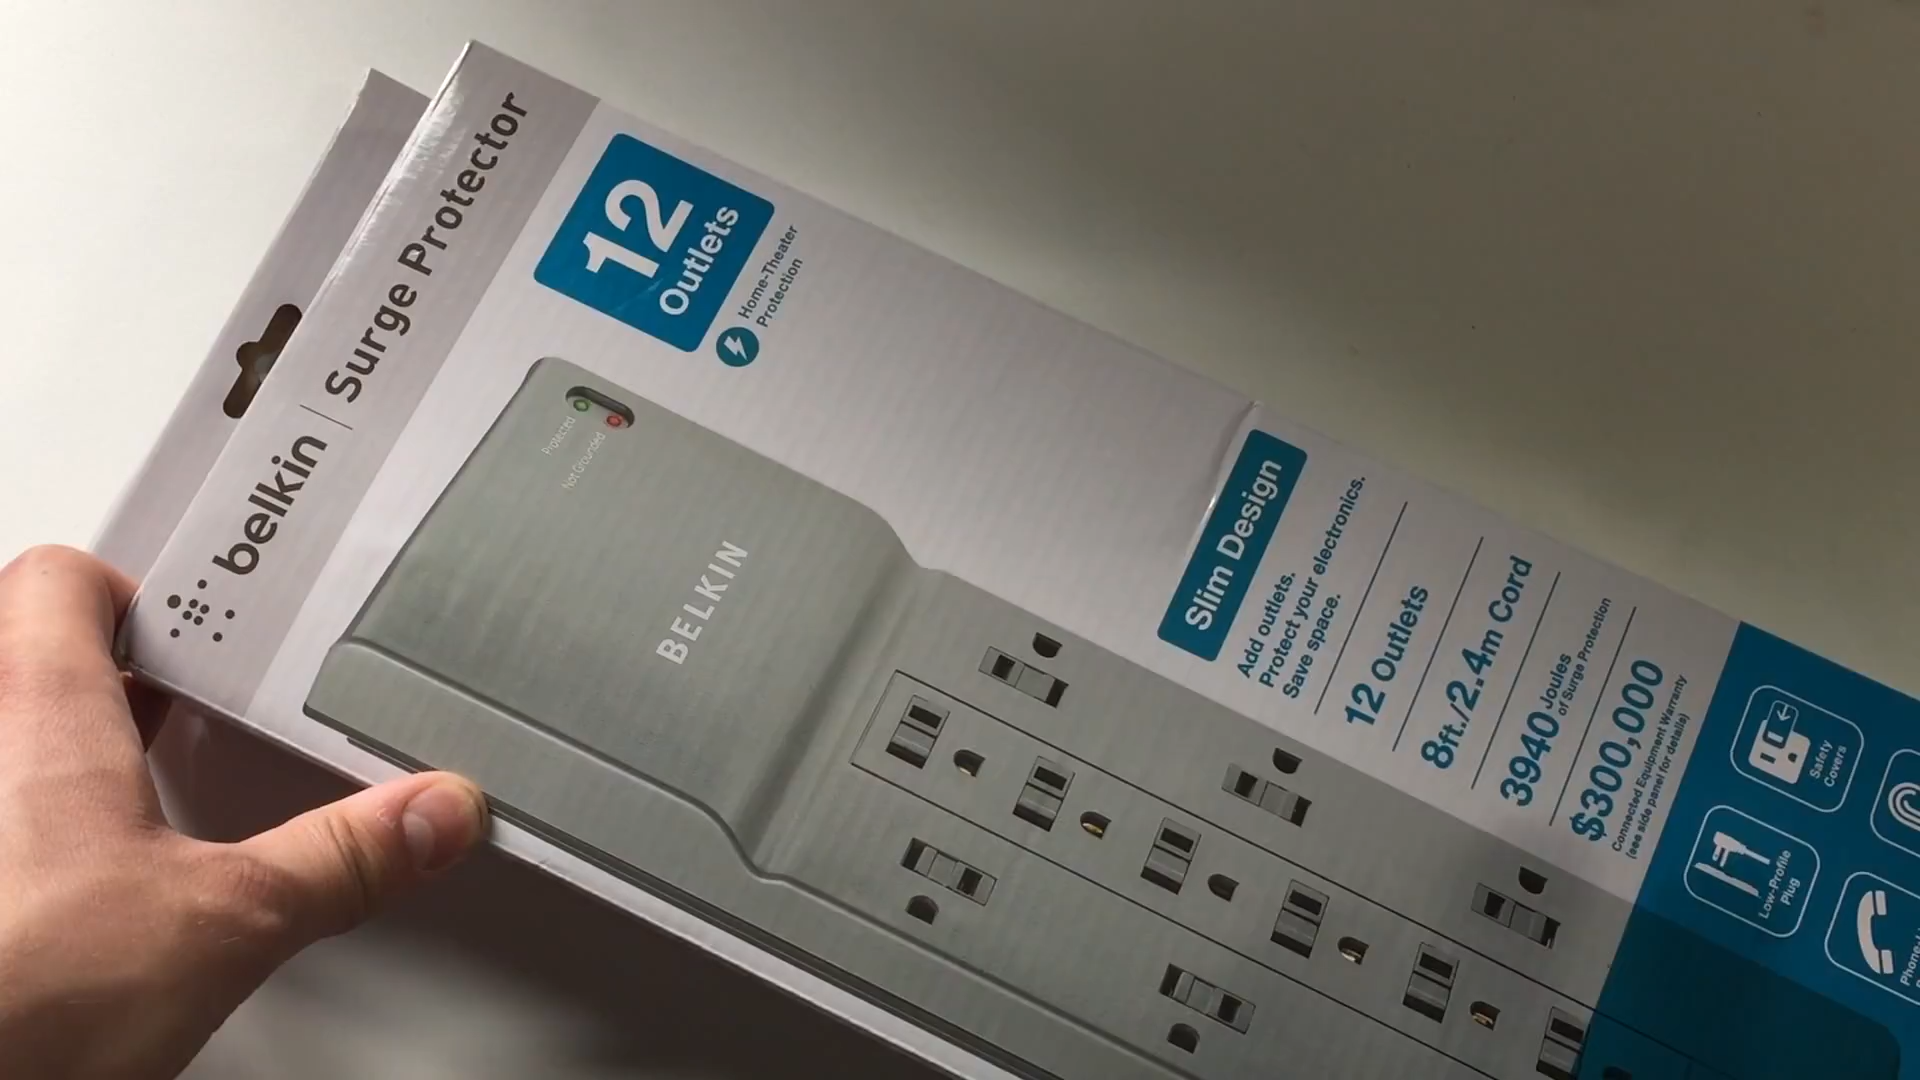 belkin | Surge Protector
12
Outlets
Home-Theater
Protection
Protected
Not Grounded
BELKIN
Slim Design
Add outlets.
Protect your electronics.
Save space.
12 Outlets
8ft./2.4m Cord
3940 Joules
of Surge Protection
$300,000
Connected Equipment Warranty
(see side panel for details)
Safety
Covers
Low-Profile
Plug
Phone